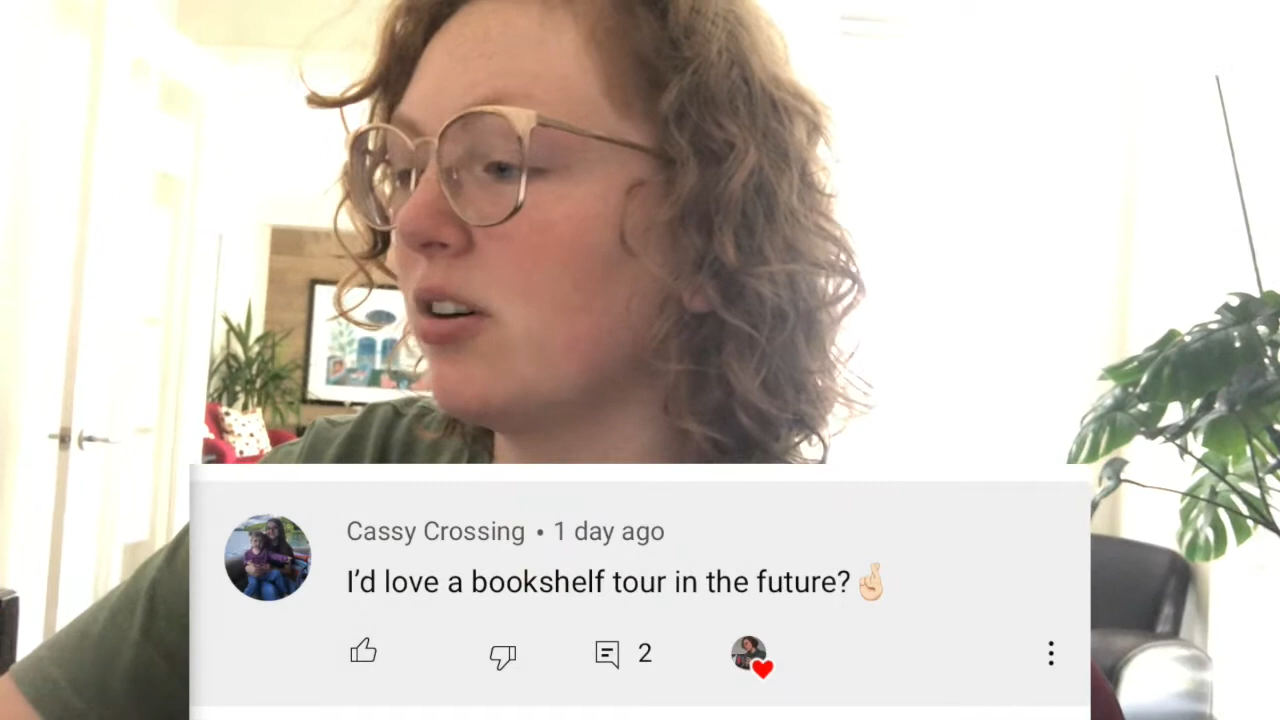 Cassy Crossing • 1 day ago
I’d love a bookshelf tour in the future?🤞🏻
2